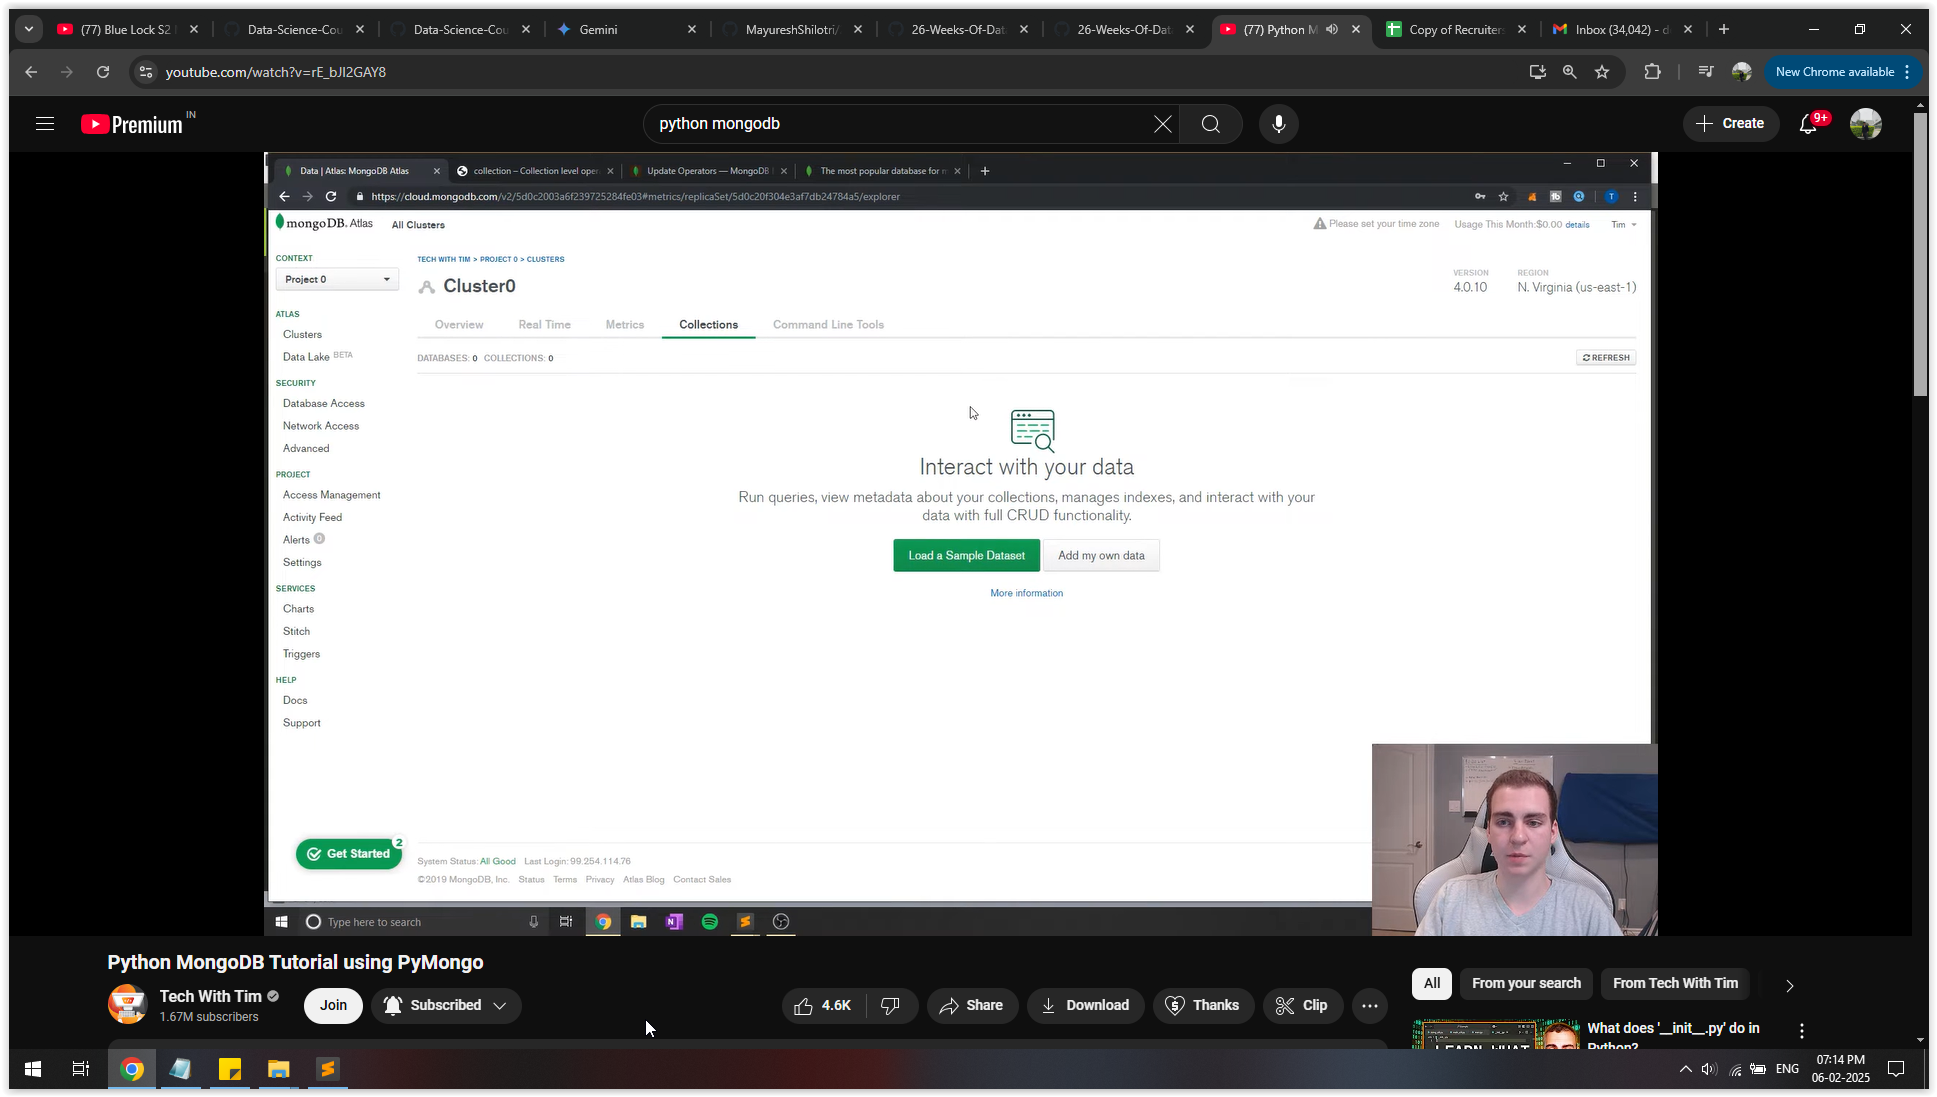 (77) Blue Lock S2
Data-Science-Cou
Data-Science-Cou
Gemini
MayureshShilotri/
26-Weeks-Of-Dat
26-Weeks-Of-Dat
(77) Python M
Copy of Recruiter
Inbox (34,042) - d
youtube.com/watch?v=rE_bJl2GAY8
New Chrome available
Premium IN
python mongodb
Create
9+
Data | Atlas: MongoDB Atlas
collection – Collection level oper
Update Operators — MongoDB
The most popular database for m
https://cloud.mongodb.com/v2/5d0c2003a6f239725284fe03#metrics/replicaSet/5d0c20f304e3af7db24784a5/explorer
mongoDB. Atlas
All Clusters
Please set your time zone
Usage This Month:$0.00 details
Tim
CONTEXT
Project 0
TECH WITH TIM > PROJECT 0 > CLUSTERS
Cluster0
VERSION
4.0.10
REGION
N. Virginia (us-east-1)
ATLAS
Clusters
Data Lake BETA
SECURITY
Database Access
Network Access
Advanced
PROJECT
Access Management
Activity Feed
Alerts 0
Settings
SERVICES
Charts
Stitch
Triggers
HELP
Docs
Support
Overview
Real Time
Metrics
Collections
Command Line Tools
DATABASES: 0 COLLECTIONS: 0
REFRESH
Interact with your data
Run queries, view metadata about your collections, manages indexes, and interact with your
data with full CRUD functionality.
Load a Sample Dataset
Add my own data
More information
Get Started
2
System Status: All Good Last Login: 99.254.114.76
©2019 MongoDB, Inc. Status Terms Privacy Atlas Blog Contact Sales
Type here to search
Python MongoDB Tutorial using PyMongo
Tech With Tim
1.67M subscribers
Join
Subscribed
4.6K
Share
Download
Thanks
Clip
All
From your search
From Tech With Tim
What does '__init__.py' do in
Python?
LEARN WHAT
ENG
07:14 PM
06-02-2025